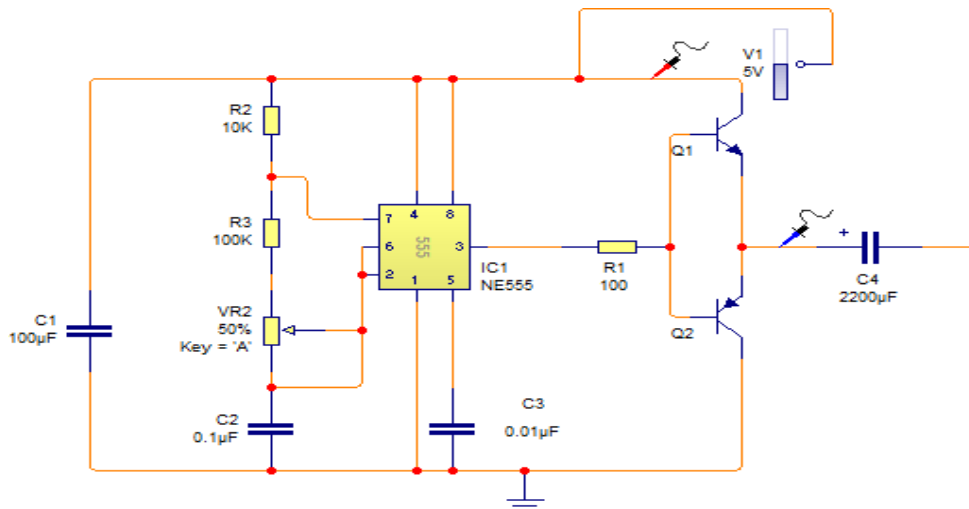 V1
5V
R2
10K
Q1
R3
100K
7
4
8
6
555
3
2
1
5
IC1
NE555
R1
100
+
C4
2200µF
C1
100µF
VR2
50%
Key = 'A'
Q2
C2
0.1µF
C3
0.01µF